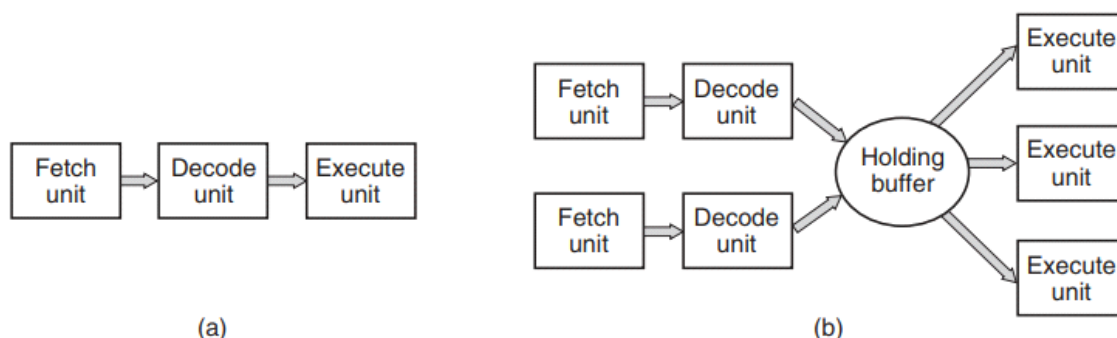 Fetch
unit
Decode
unit
Execute
unit
(a)
Fetch
unit
Decode
unit
Fetch
unit
Decode
unit
Holding
buffer
Execute
unit
Execute
unit
Execute
unit
(b)